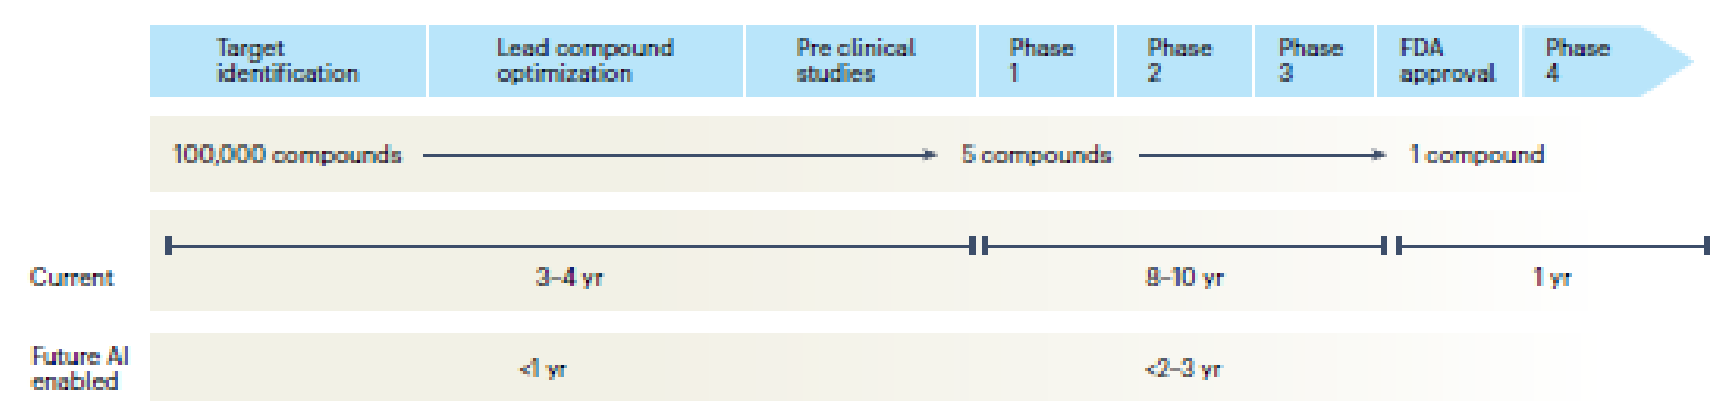 Target
identification
Lead compound
optimization
Pre clinical
studies
Phase
1
Phase
2
Phase
3
FDA
approval
Phase
4
100,000 compounds
5 compounds
1 compound
Current
3–4 yr
8–10 yr
1 yr
Future AI
enabled
<1 yr
<2–3 yr